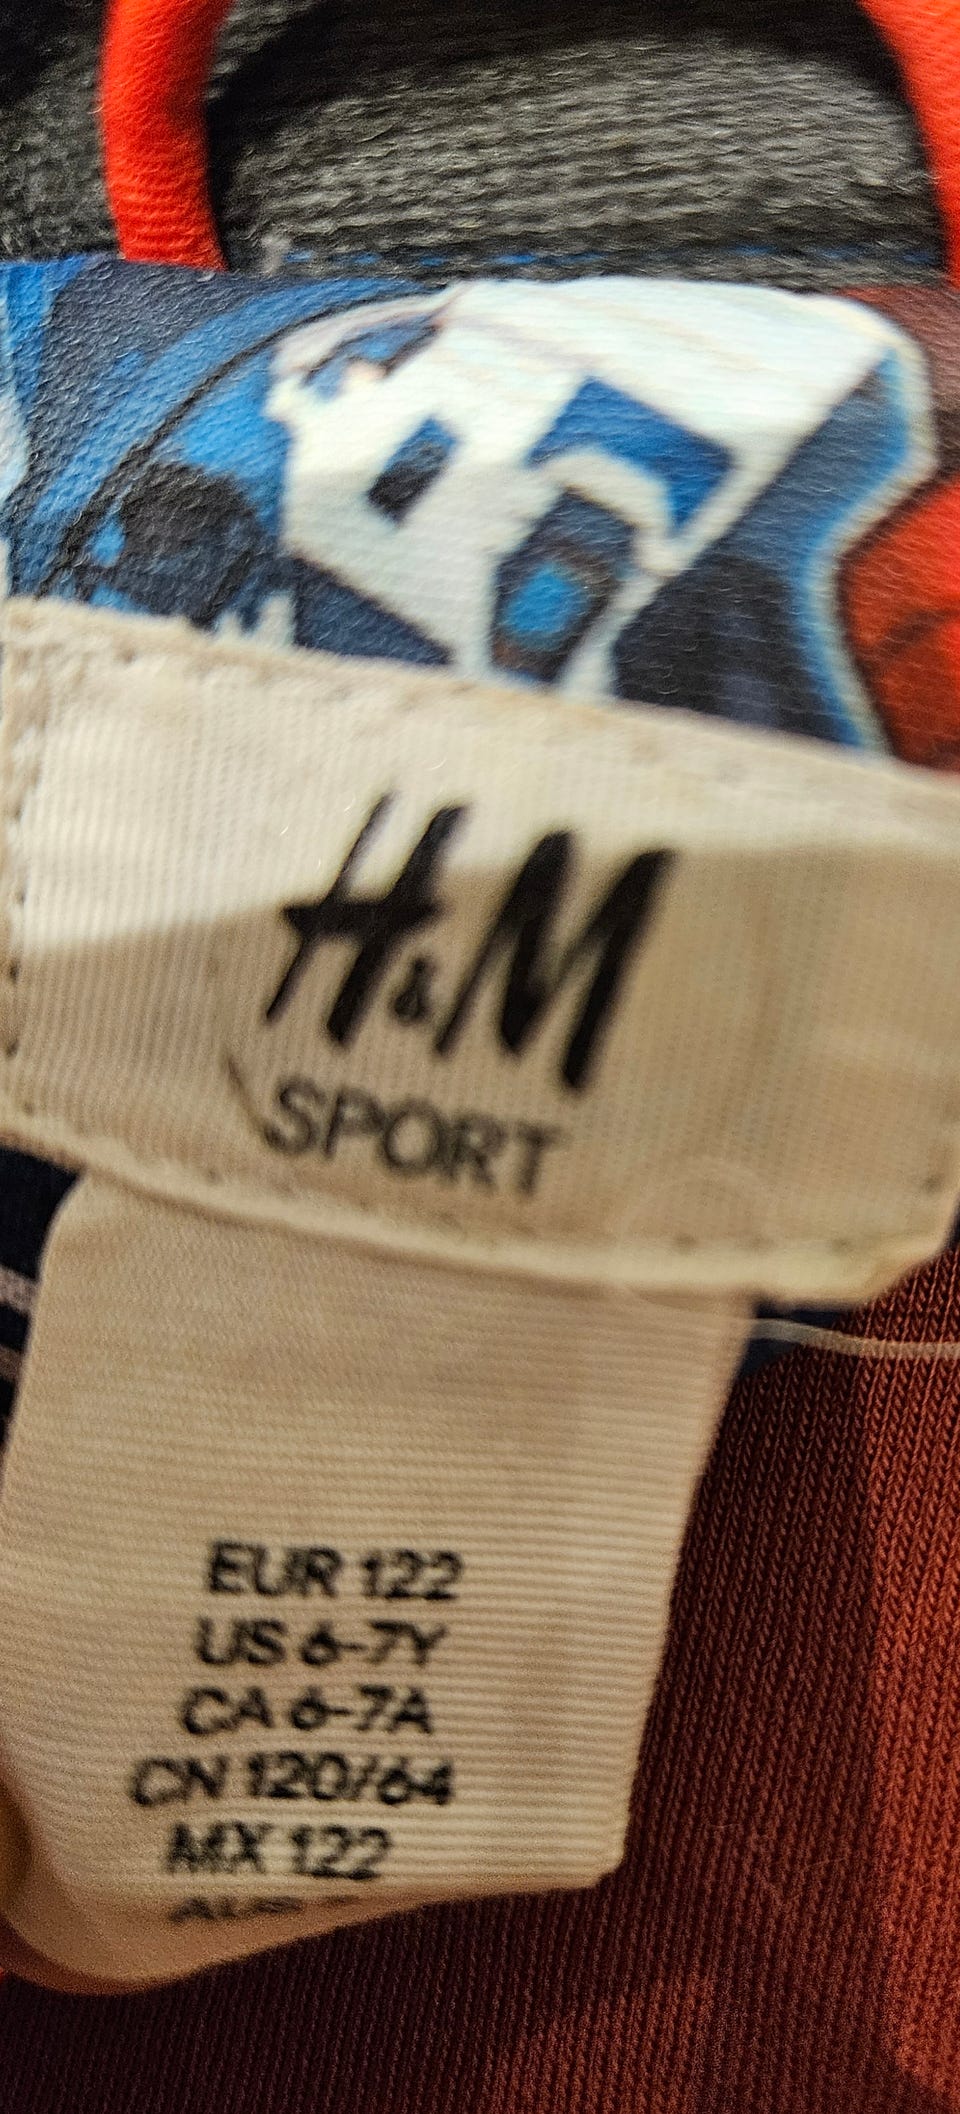 H&M
SPORT
EUR 122
US 6-7Y
CA 6-7A
CN 120/64
MX 122